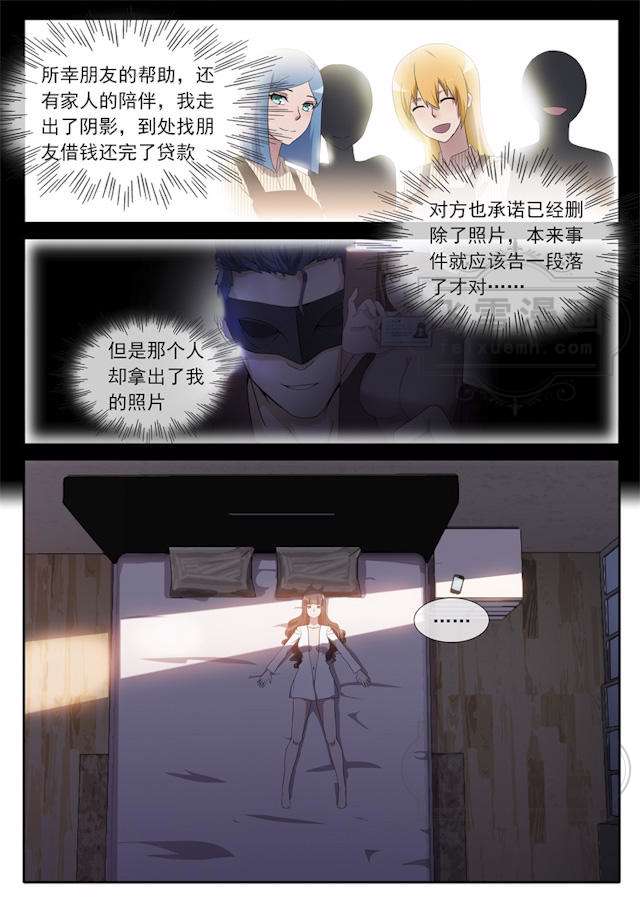 所幸朋友的帮助，还
有家人的陪伴，我走
出了阴影，到处找朋
友借钱还完了贷款
对方也承诺已经删
除了照片，本来事
件就应该告一段落
了才对……
但是那个人
却拿出了我
的照片
……